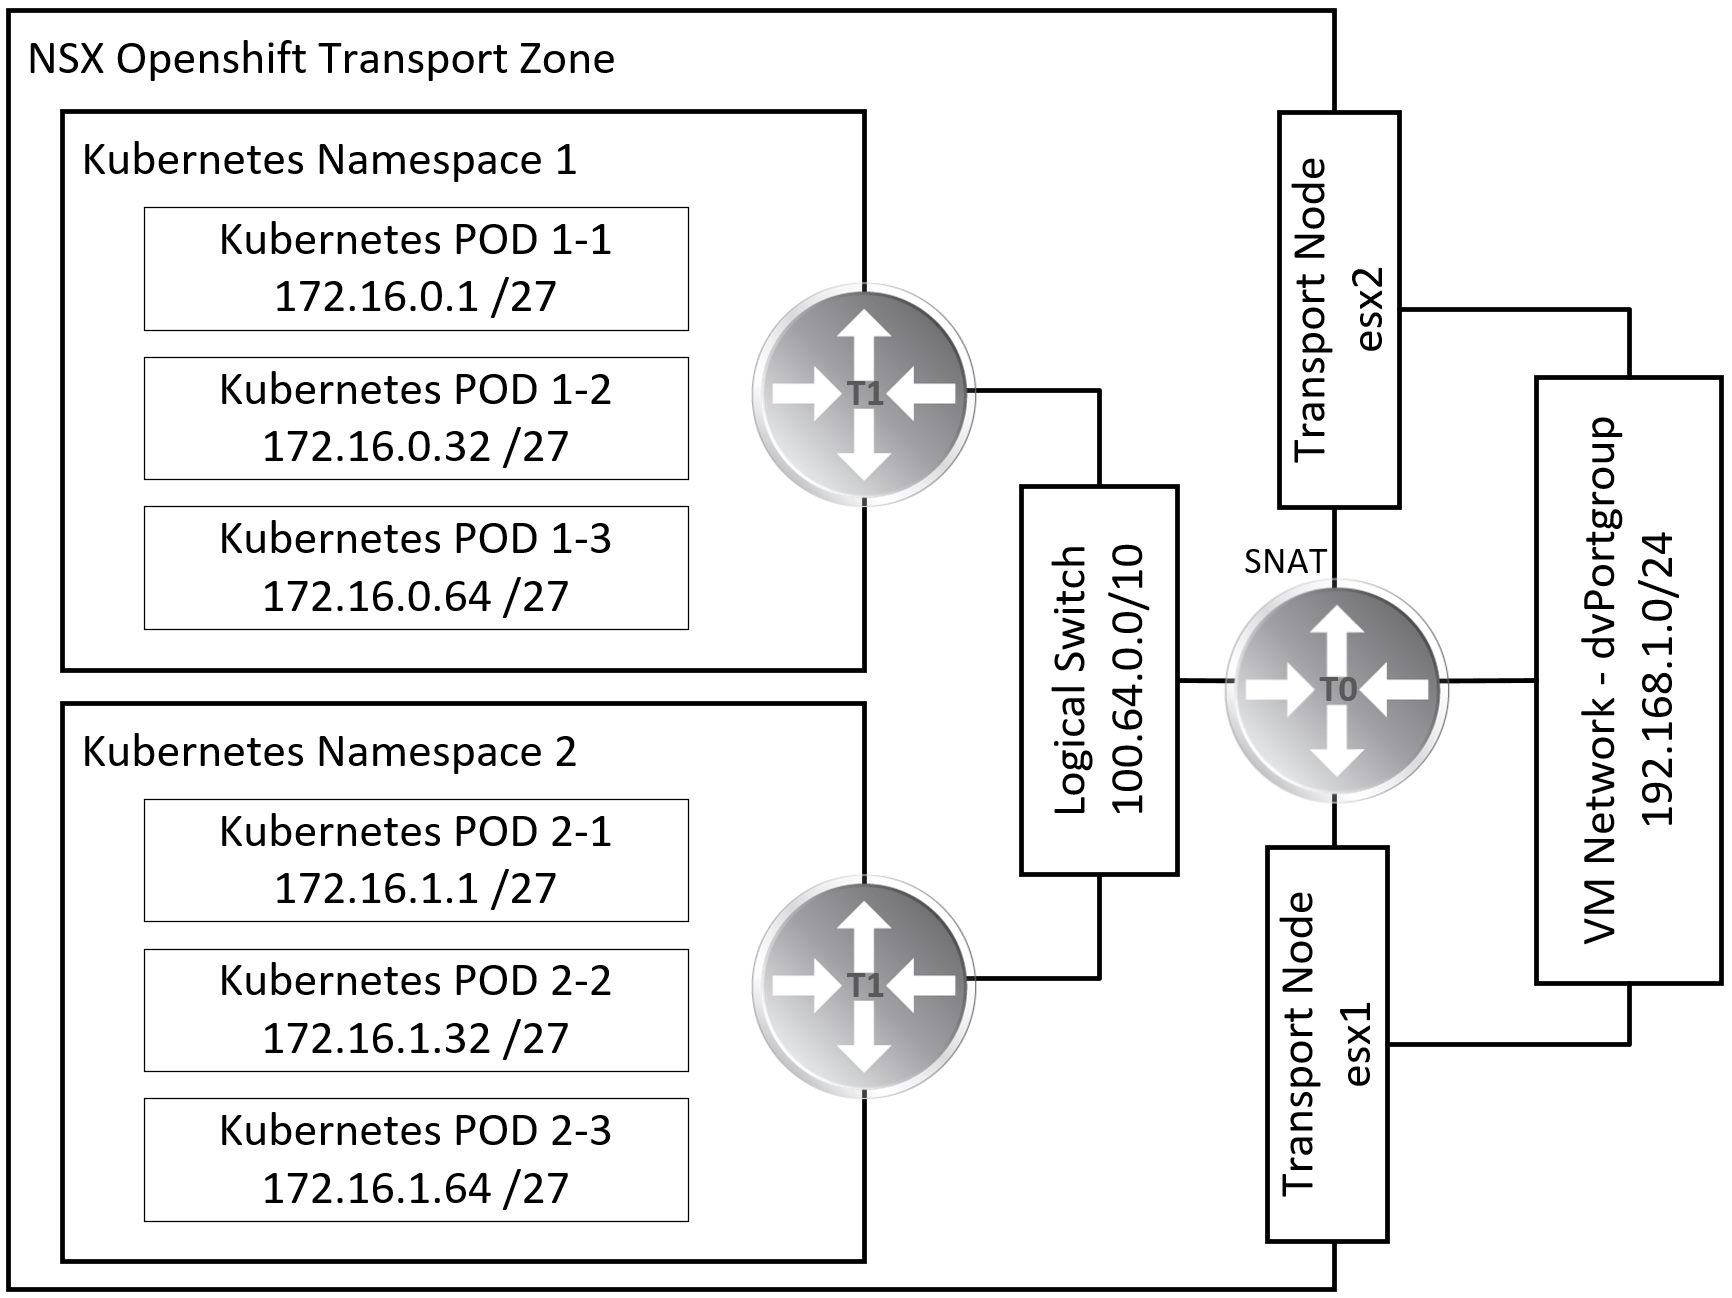 NSX Openshift Transport Zone
Kubernetes Namespace 1
Kubernetes POD 1-1
172.16.0.1 /27
Kubernetes POD 1-2
172.16.0.32 /27
Kubernetes POD 1-3
172.16.0.64 /27
T1
Kubernetes Namespace 2
Kubernetes POD 2-1
172.16.1.1 /27
Kubernetes POD 2-2
172.16.1.32 /27
Kubernetes POD 2-3
172.16.1.64 /27
T1
Logical Switch
100.64.0.0/10
Transport Node
esx2
SNAT
T0
Transport Node
esx1
VM Network - dvPortgroup
192.168.1.0/24